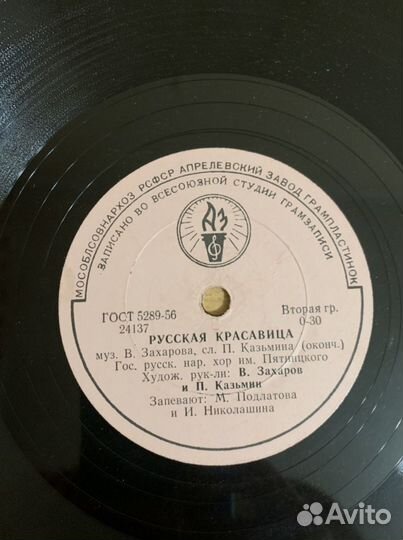 МОСОБЛСОВНАРХОЗ РСФСР АПРЕЛЕВСКИЙ ЗАВОД ГРАМПЛАСТИНОК
ЗАПИСАНО ВО ВСЕСОЮЗНОЙ СТУДИИ ГРАМЗАПИСИ
АЗ
ГОСТ 5289-56
24137
Вторая гр.
0-30
РУССКАЯ КРАСАВИЦА
муз. В. Захарова, сл. П. Казьмина (оконч.)
Гос. русск. нар. хор им. Пятницкого
Худож. рук-ли: В. Захаров
и П. Казьмин
Запевают: М. Подлатова
и И. Николашина
Avito